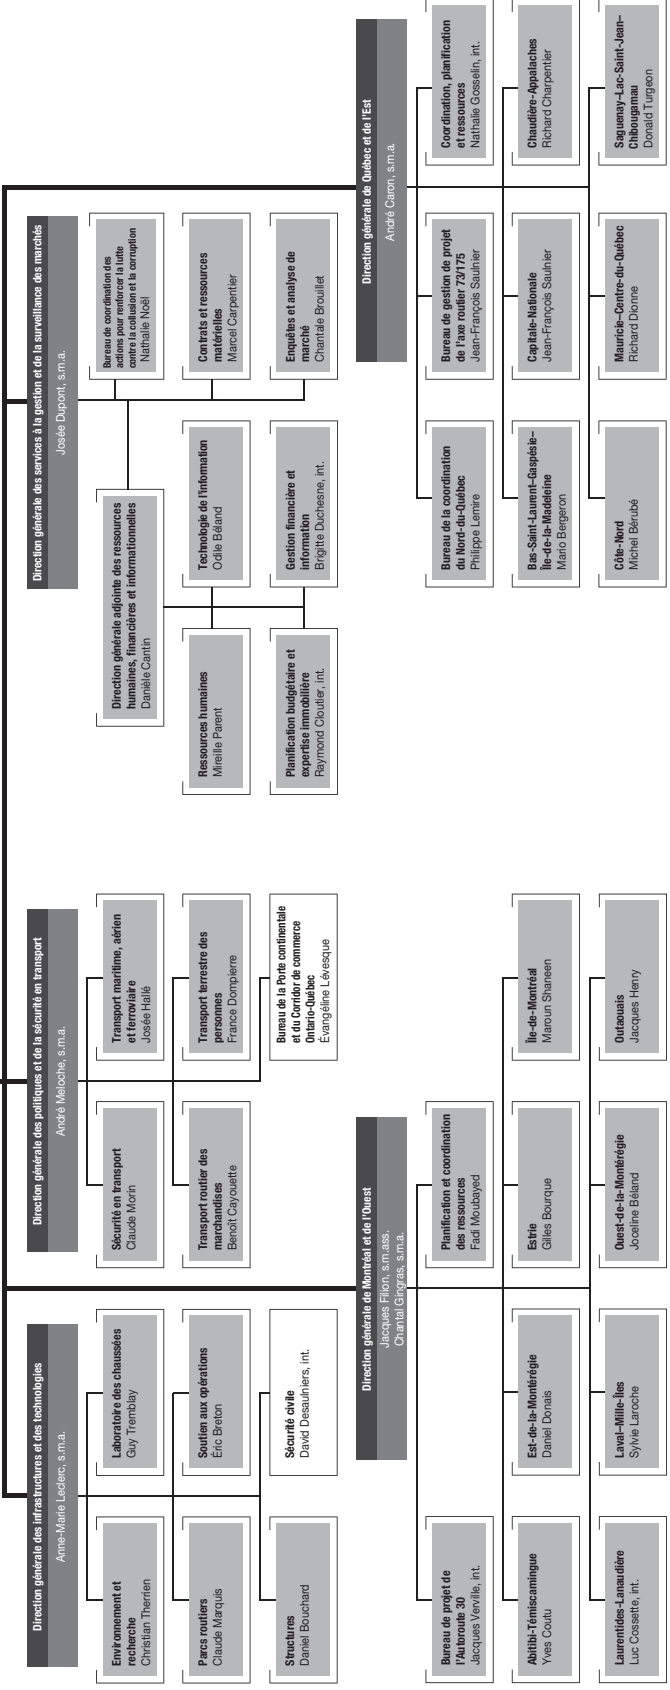 Direction générale des infrastructures et des technologies
Anne-Marie Leclerc, s.m.a.
Environnement et
recherche
Christian Therrien
Laboratoire des chaussées
Guy Tremblay
Parcs routiers
Claude Marquis
Soutien aux opérations
Éric Breton
Structures
Daniel Bouchard
Sécurité civile
David Desaulniers, int.
Direction générale des politiques et de la sécurité en transport
André Meloche, s.m.a.
Sécurité en transport
Claude Morin
Transport maritime, aérien
et ferroviaire
Josée Hallé
Transport routier des
marchandises
Benoît Cayouette
Transport terrestre des
personnes
France Dompierre
Bureau de la Porte continentale
et du Corridor de commerce
Ontario-Québec
Évangéline Lévesque
Direction générale des services à la gestion et de la surveillance des marchés
Josée Dupont, s.m.a.
Direction générale adjointe des ressources
humaines, financières et informationnelles
Danièle Cantin
Bureau de coordination des
actions pour renforcer la lutte
contre la collusion et la corruption
Nathalie Noël
Ressources humaines
Mireille Parent
Technologie de l'information
Odile Béland
Contrats et ressources
matérielles
Marcel Carpentier
Planification budgétaire et
expertise immobilière
Raymond Cloutier, int.
Gestion financière et
information
Brigitte Duchesne, int.
Enquêtes et analyse de
marché
Chantale Brouillet
Direction générale de Montréal et de l'Ouest
Jacques Filion, s.m.ass.
Chantal Gingras, s.m.a.
Bureau de projet de
l'Autoroute 30
Jacques Verville, int.
Planification et coordination
des ressources
Fadi Moubayed
Abitibi-Témiscamingue
Yves Coutu
Est-de-la-Montérégie
Daniel Donais
Estrie
Gilles Bourque
Île-de-Montréal
Maroun Shaneen
Laurentides-Lanaudière
Luc Cossette, int.
Laval–Mille-Îles
Sylvie Laroche
Ouest-de-la-Montérégie
Joceline Béland
Outaouais
Jacques Henry
Direction générale de Québec et de l'Est
André Caron, s.m.a.
Bureau de la coordination
du Nord-du-Québec
Philippe Lemire
Bureau de gestion de projet
de l'axe routier 73/175
Jean-François Saulnier
Coordination, planification
et ressources
Nathalie Gosselin, int.
Bas-Saint-Laurent–Gaspésie–
Île-de-la-Madeleine
Mario Bergeron
Capitale-Nationale
Jean-François Saulnier
Chaudière-Appalaches
Richard Charpentier
Côte-Nord
Michel Bérubé
Mauricie–Centre-du-Québec
Richard Dionne
Saguenay–Lac-Saint-Jean–
Chibougamau
Donald Turgeon